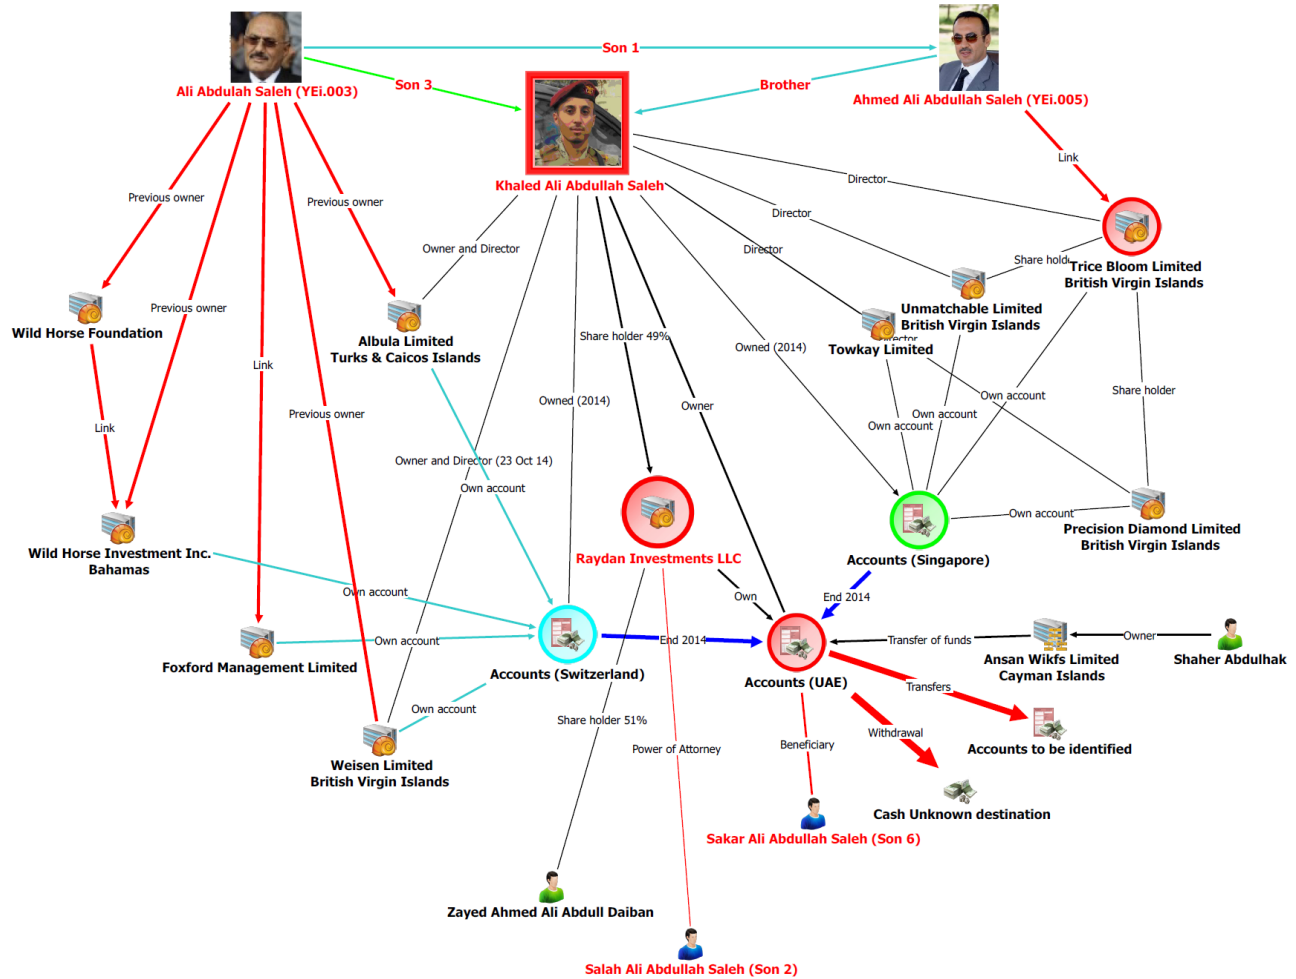 Son 1
Ali Abdulah Saleh (YEi.003)
Son 3
Brother
Ahmed Ali Abdullah Saleh (YEi.005)
Link
Khaled Ali Abdullah Saleh
Director
Previous owner
Previous owner
Director
Owner and Director
Director
Share hold
Trice Bloom Limited
British Virgin Islands
Unmatchable Limited
British Virgin Islands
Previous owner
Wild Horse Foundation
Albula Limited
Turks & Caicos Islands
Share holder 49%
Director
Towkay Limited
Owned (2014)
Link
Share holder
Own account
Owned (2014)
Owner
Previous owner
Own account
Own account
Link
Owner and Director (23 Oct 14)
Own account
Own account
Wild Horse Investment Inc.
Bahamas
Raydan Investments LLC
Accounts (Singapore)
Precision Diamond Limited
British Virgin Islands
Own account
Own
End 2014
Own account
End 2014
Transfer of funds
Owner
Foxford Management Limited
Accounts (Switzerland)
Accounts (UAE)
Ansan Wikfs Limited
Cayman Islands
Shaher Abdulhak
Transfers
Own account
Share holder 51%
Withdrawal
Power of Attorney
Beneficiary
Accounts to be identified
Weisen Limited
British Virgin Islands
Cash Unknown destination
Sakar Ali Abdullah Saleh (Son 6)
Zayed Ahmed Ali Abdull Daiban
Salah Ali Abdullah Saleh (Son 2)